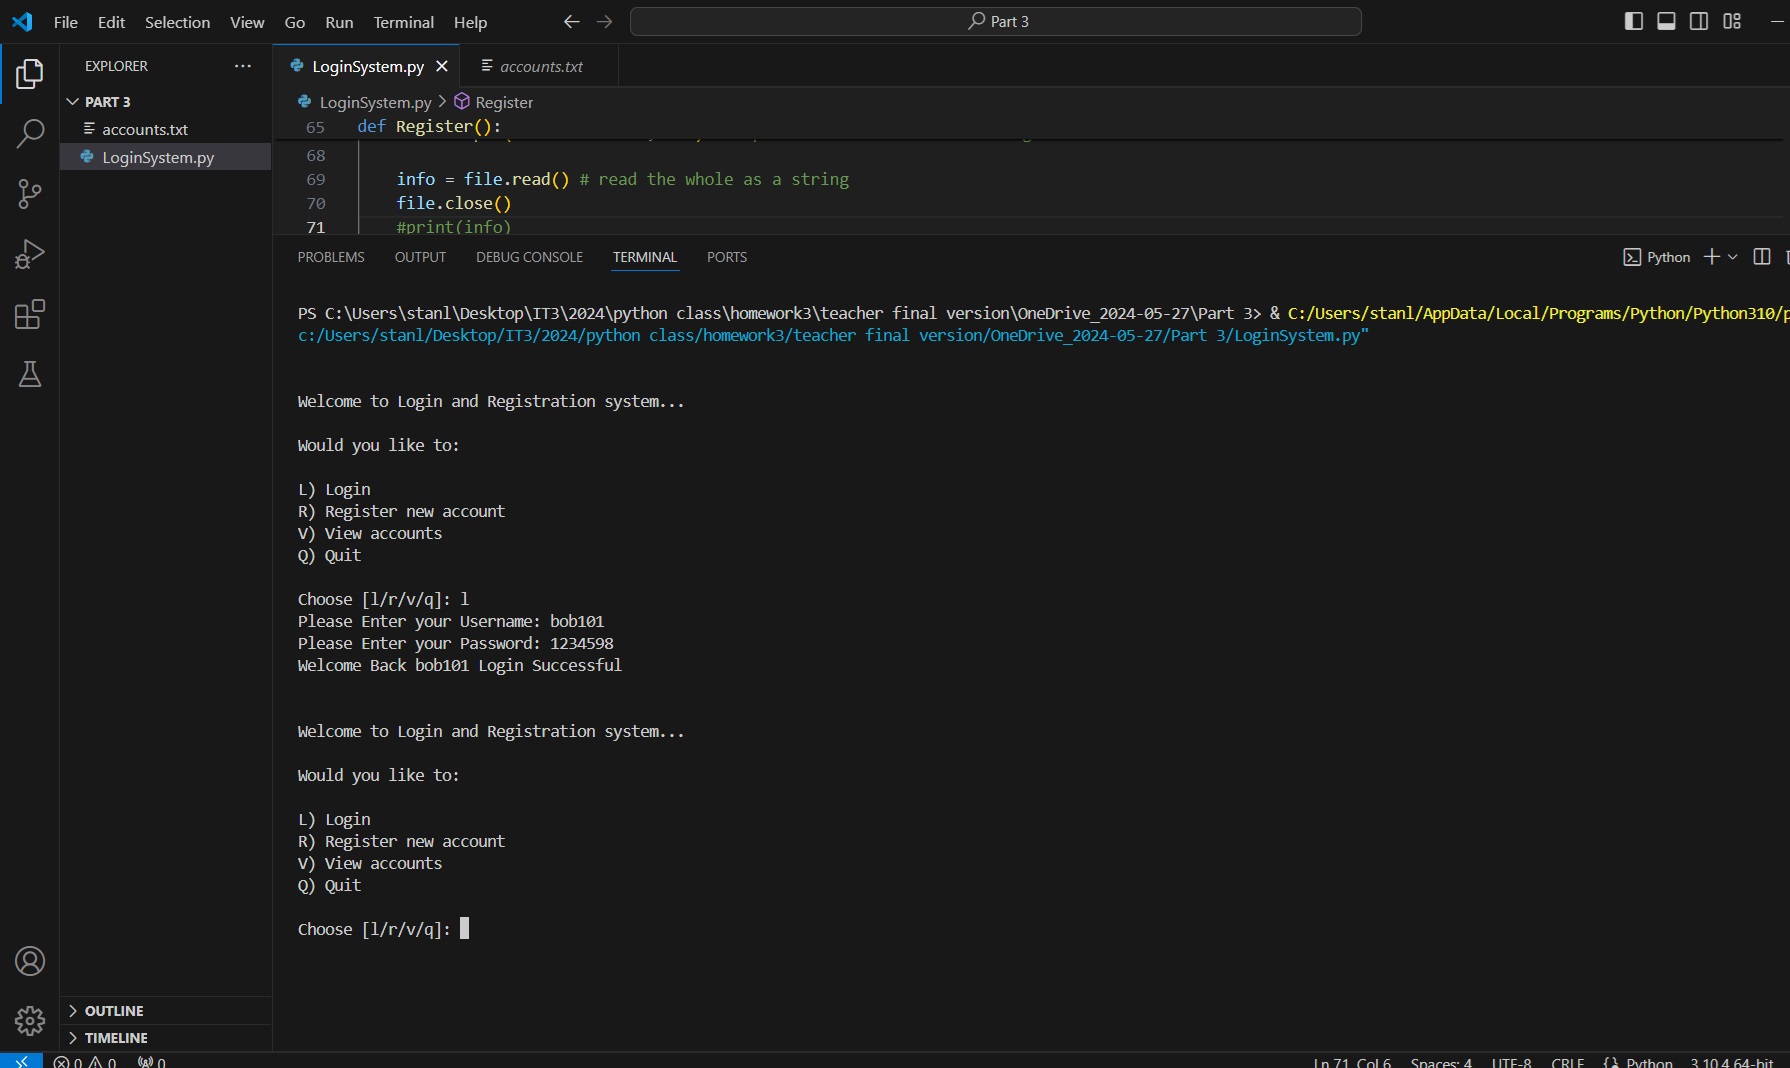 File Edit Selection View Go Run Terminal Help
Part 3
EXPLORER
LoginSystem.py
accounts.txt
PART 3
accounts.txt
LoginSystem.py
LoginSystem.py > Register
65 def Register():
68
69 info = file.read() # read the whole as a string
70 file.close()
71 #print(info)
PROBLEMS OUTPUT DEBUG CONSOLE TERMINAL PORTS
Python
PS C:\Users\stanl\Desktop\IT3\2024\python class\homework3\teacher final version\OneDrive_2024-05-27\Part 3> & C:/Users/stanl/AppData/Local/Programs/Python/Python310/p
c:/Users/stanl/Desktop/IT3/2024/python class/homework3/teacher final version/OneDrive_2024-05-27/Part 3/LoginSystem.py"
Welcome to Login and Registration system...
Would you like to:
L) Login
R) Register new account
V) View accounts
Q) Quit
Choose [l/r/v/q]: l
Please Enter your Username: bob101
Please Enter your Password: 1234598
Welcome Back bob101 Login Successful
Welcome to Login and Registration system...
Would you like to:
L) Login
R) Register new account
V) View accounts
Q) Quit
Choose [l/r/v/q]:
OUTLINE
TIMELINE
0 0 0
Ln 71, Col 6 Spaces: 4 UTF-8 CRLF Python 3.10.4 64-bit